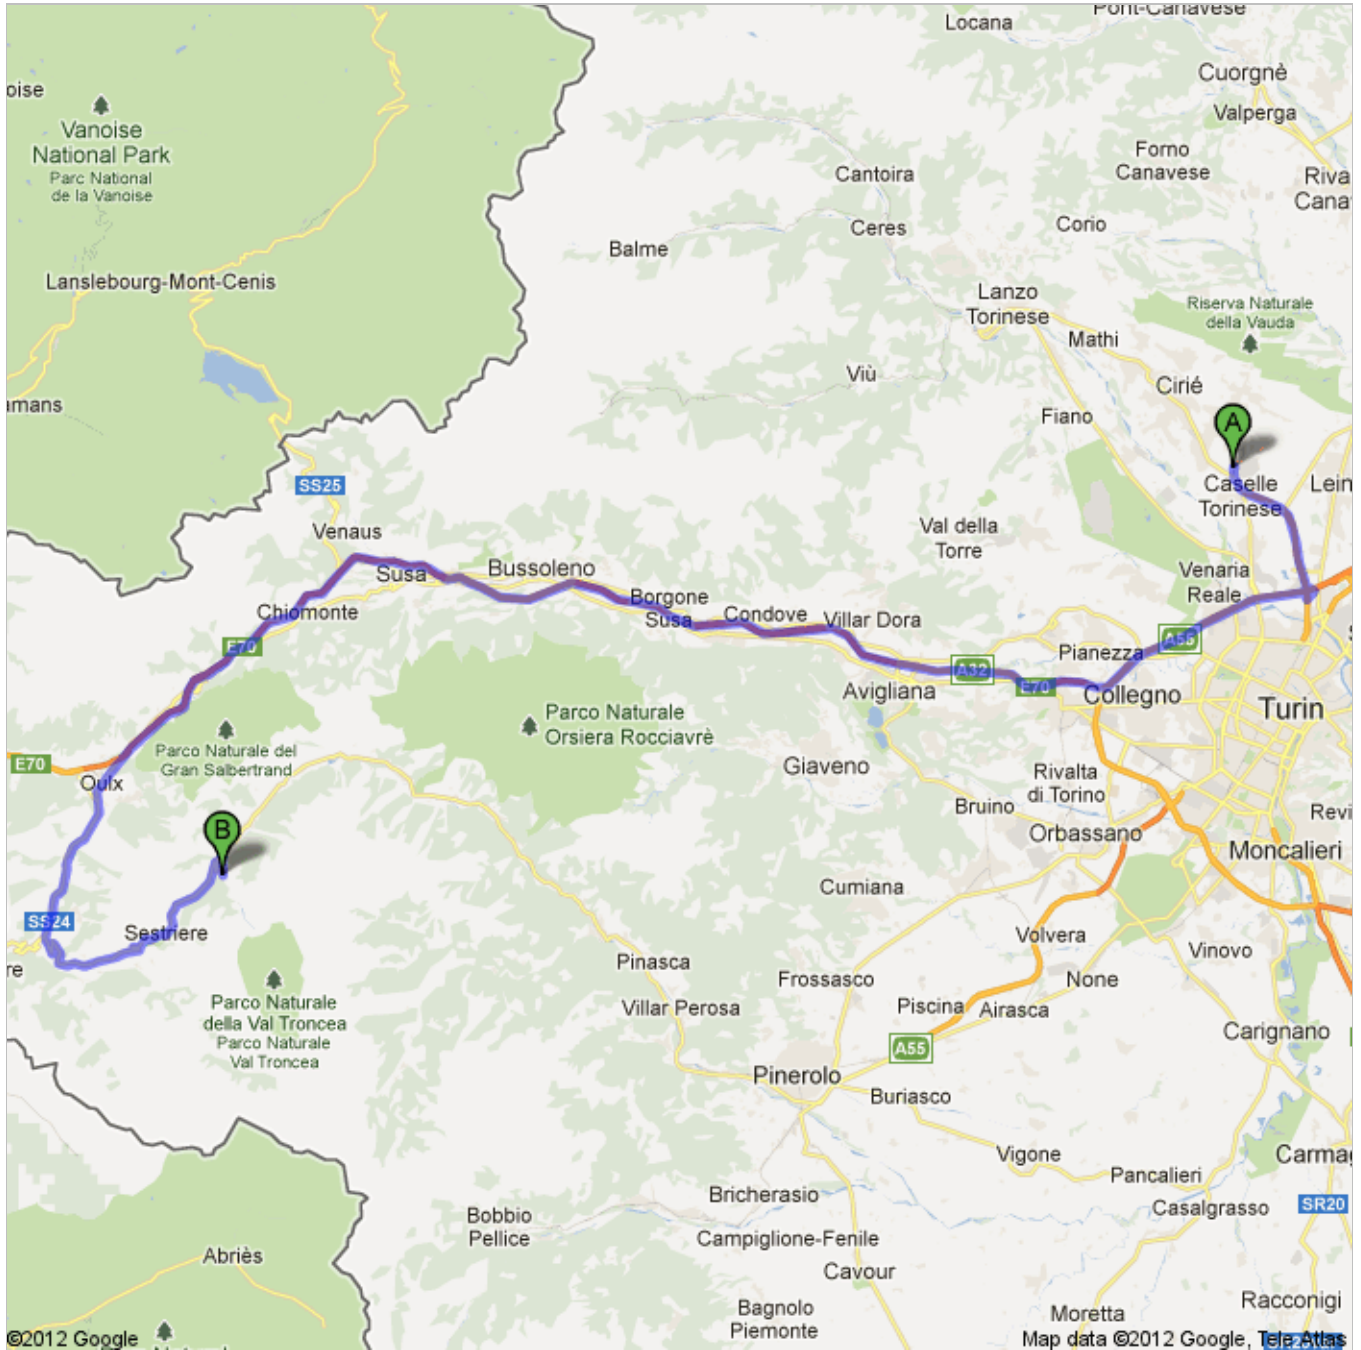 Pont-Canavese
Locana
Cuorgnè
Valperga
oise
Vanoise
National Park
Parc National
de la Vanoise
Forno
Canavese
Cantoira
Riva
Cana
Ceres
Corio
Balme
Lanslebourg-Mont-Cenis
Lanzo
Torinese
Riserva Naturale
della Vauda
Mathi
Viù
Cirié
amans
Fiano
A
SS25
Caselle
Torinese
Lein
Venaus
Val della
Torre
Susa
Bussoleno
Venaria
Reale
Chiomonte
Borgone
Susa
Condove
Villar Dora
E70
A55
Pianezza
A32
E70
Avigliana
Collegno
Turin
Parco Naturale
Orsiera Rocciavrè
Parco Naturale del
Gran Salbertrand
E70
Oulx
Giaveno
Rivalta
di Torino
Bruino
Revi
B
Orbassano
Moncalieri
Cumiana
SS24
Sestriere
Volvera
Vinovo
re
Pinasca
Frossasco
None
Parco Naturale
della Val Troncea
Parco Naturale
Val Troncea
Villar Perosa
Piscina
Airasca
Carignano
A55
Pinerolo
Buriasco
Vigone
Carma
Pancalieri
Bricherasio
Casalgrasso
SR20
Bobbio
Pellice
Campiglione-Fenile
Abriès
Cavour
Bagnolo
Piemonte
Moretta
Racconigi
©2012 Google
Map data ©2012 Google, Tele Atlas